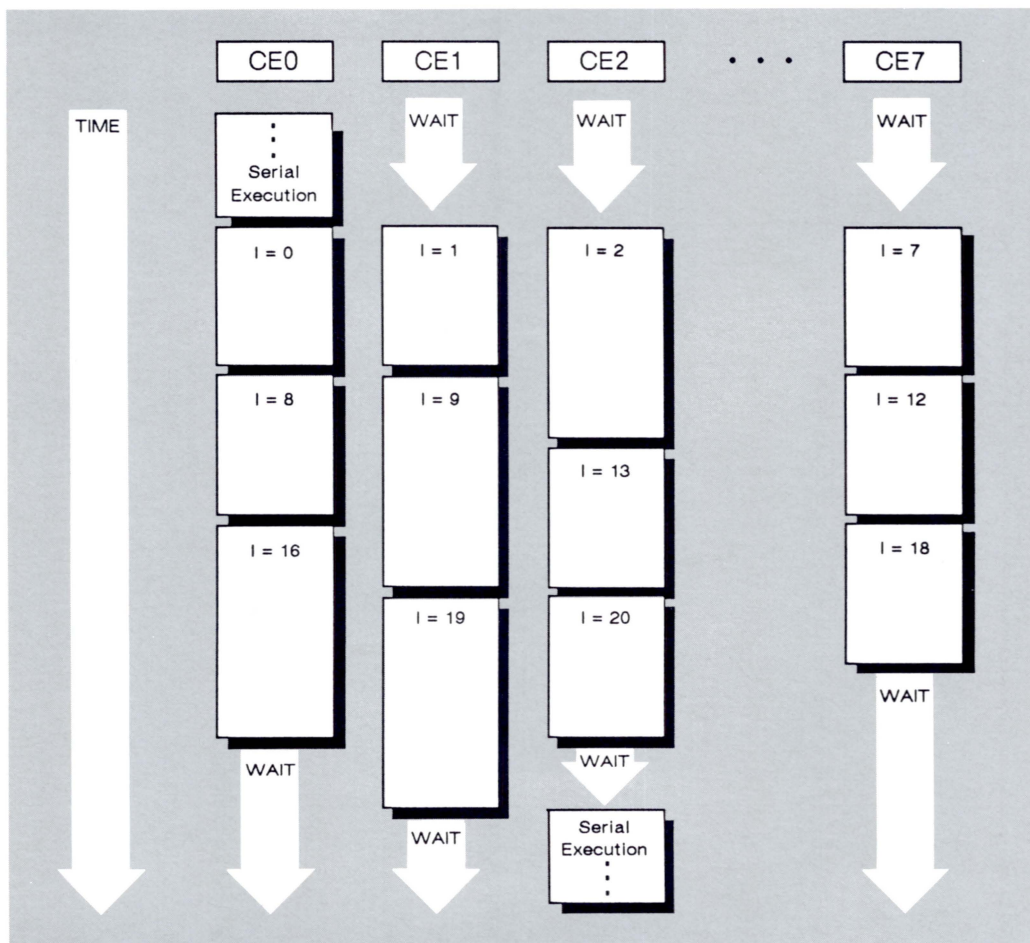 CE0 CE1 CE2 . . . CE7
TIME
WAIT WAIT WAIT
Serial
Execution
I = 0 I = 1 I = 2 I = 7
I = 8 I = 9 I = 12
I = 13
I = 16 I = 18
I = 19 I = 20
WAIT
WAIT WAIT
WAIT
Serial
Execution